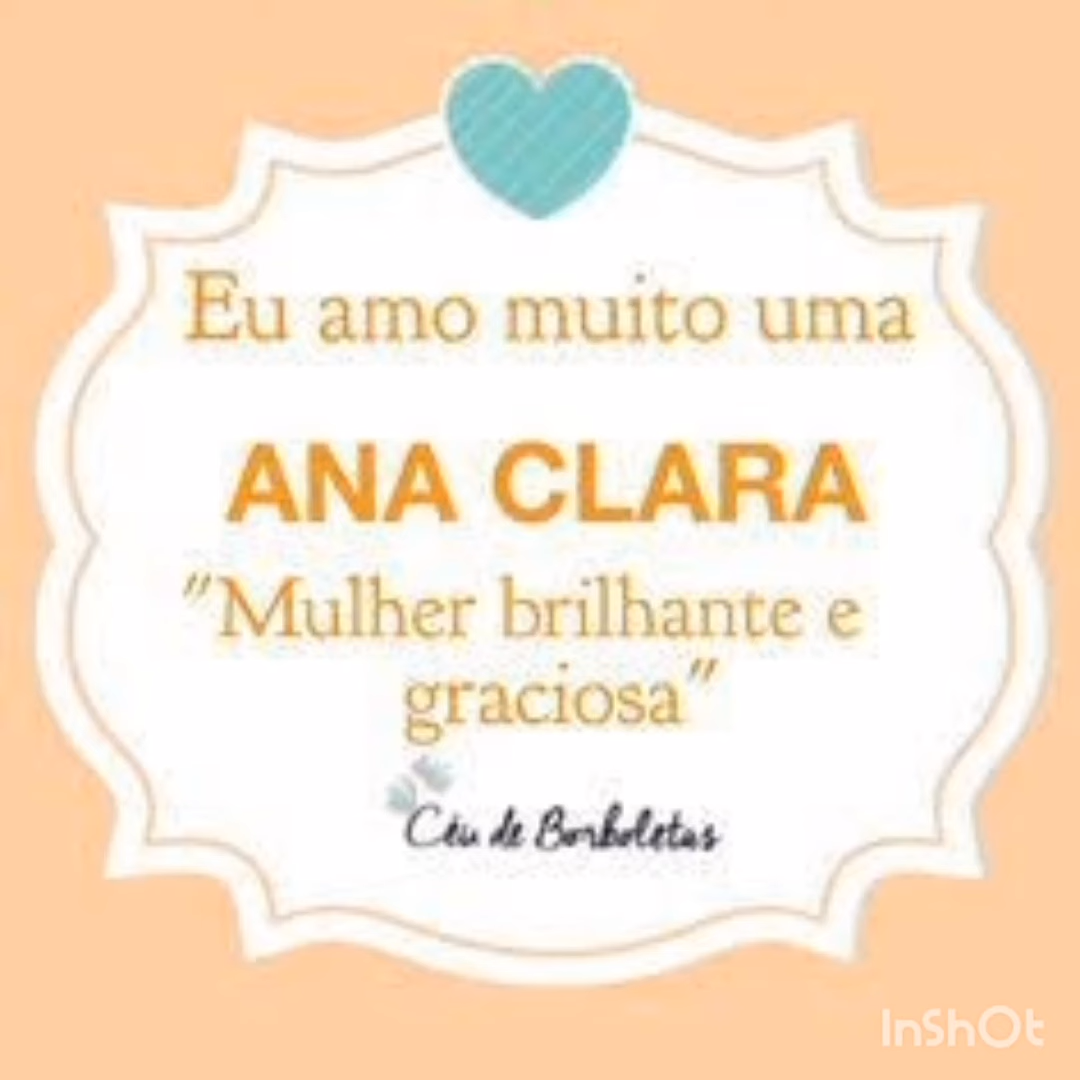 Eu amo muito uma
ANA CLARA
"Mulher brilhante e
graciosa"
Céu de Borboletas
InShOt